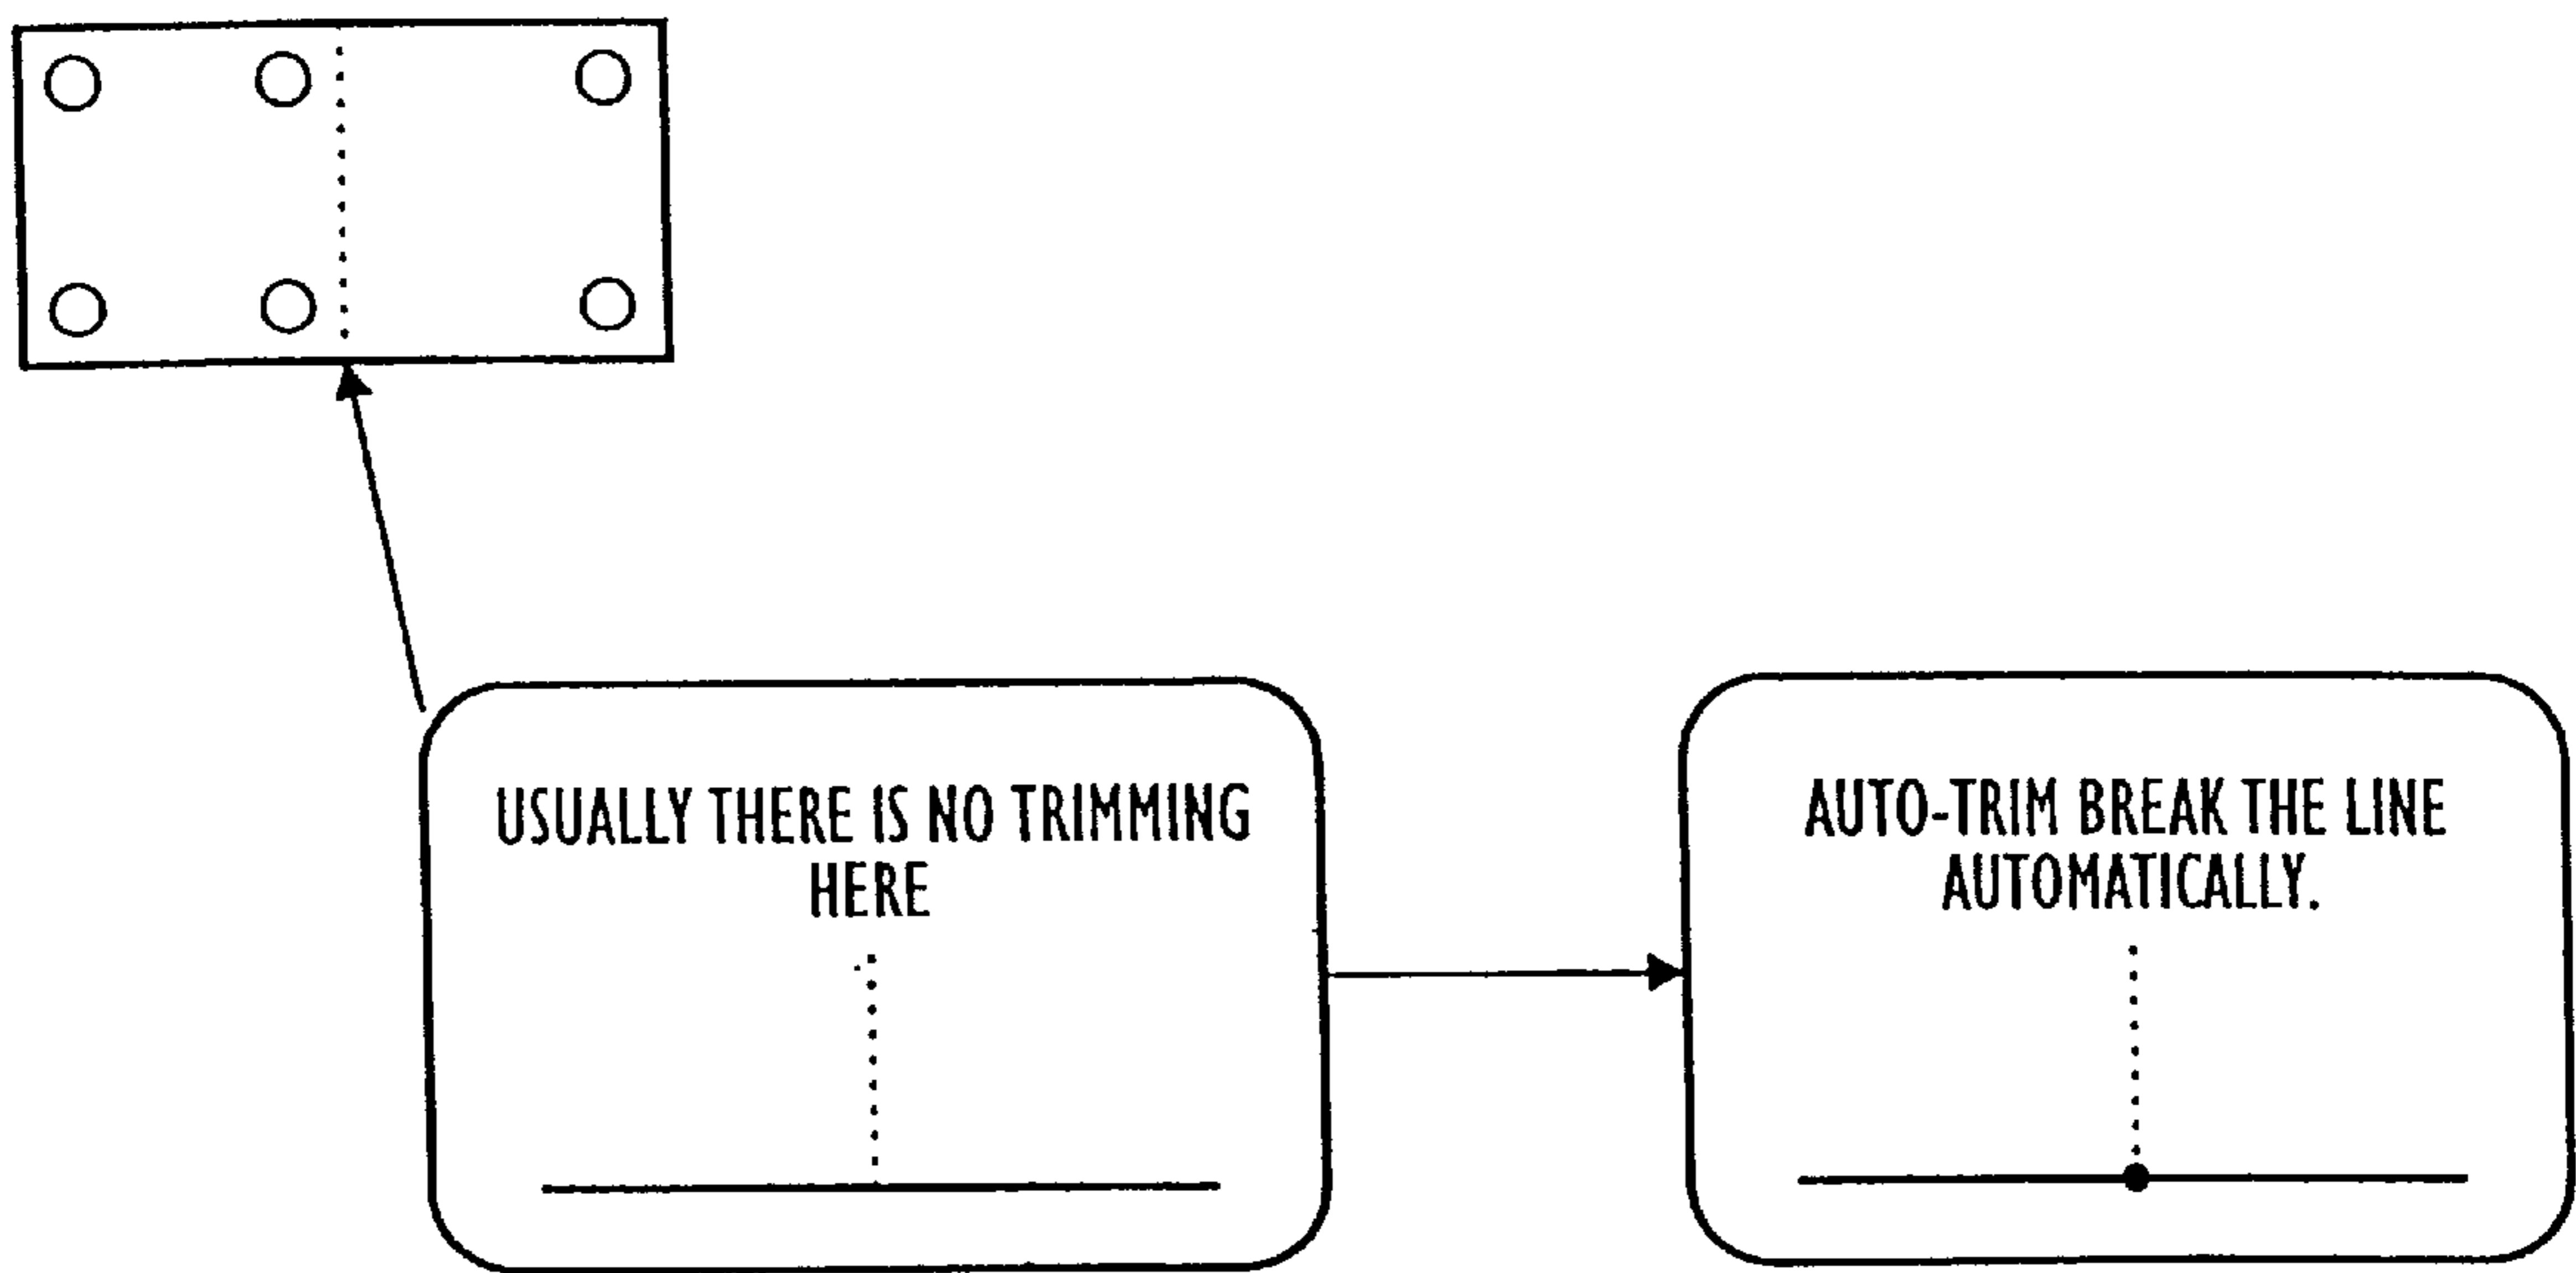 USUALLY THERE IS NO TRIMMING
HERE
AUTO-TRIM BREAK THE LINE
AUTOMATICALLY.